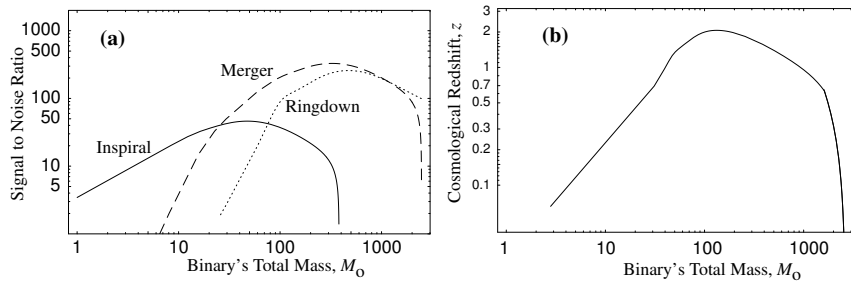 (a)
Signal to Noise Ratio
1000
500
100
50
10
5
Merger
Ringdown
Inspiral
1 10 100 1000
Binary's Total Mass, Mo
(b)
Cosmological Redshift, z
3
2
1
0.7
0.5
0.3
0.2
0.1
1 10 100 1000
Binary's Total Mass, Mo